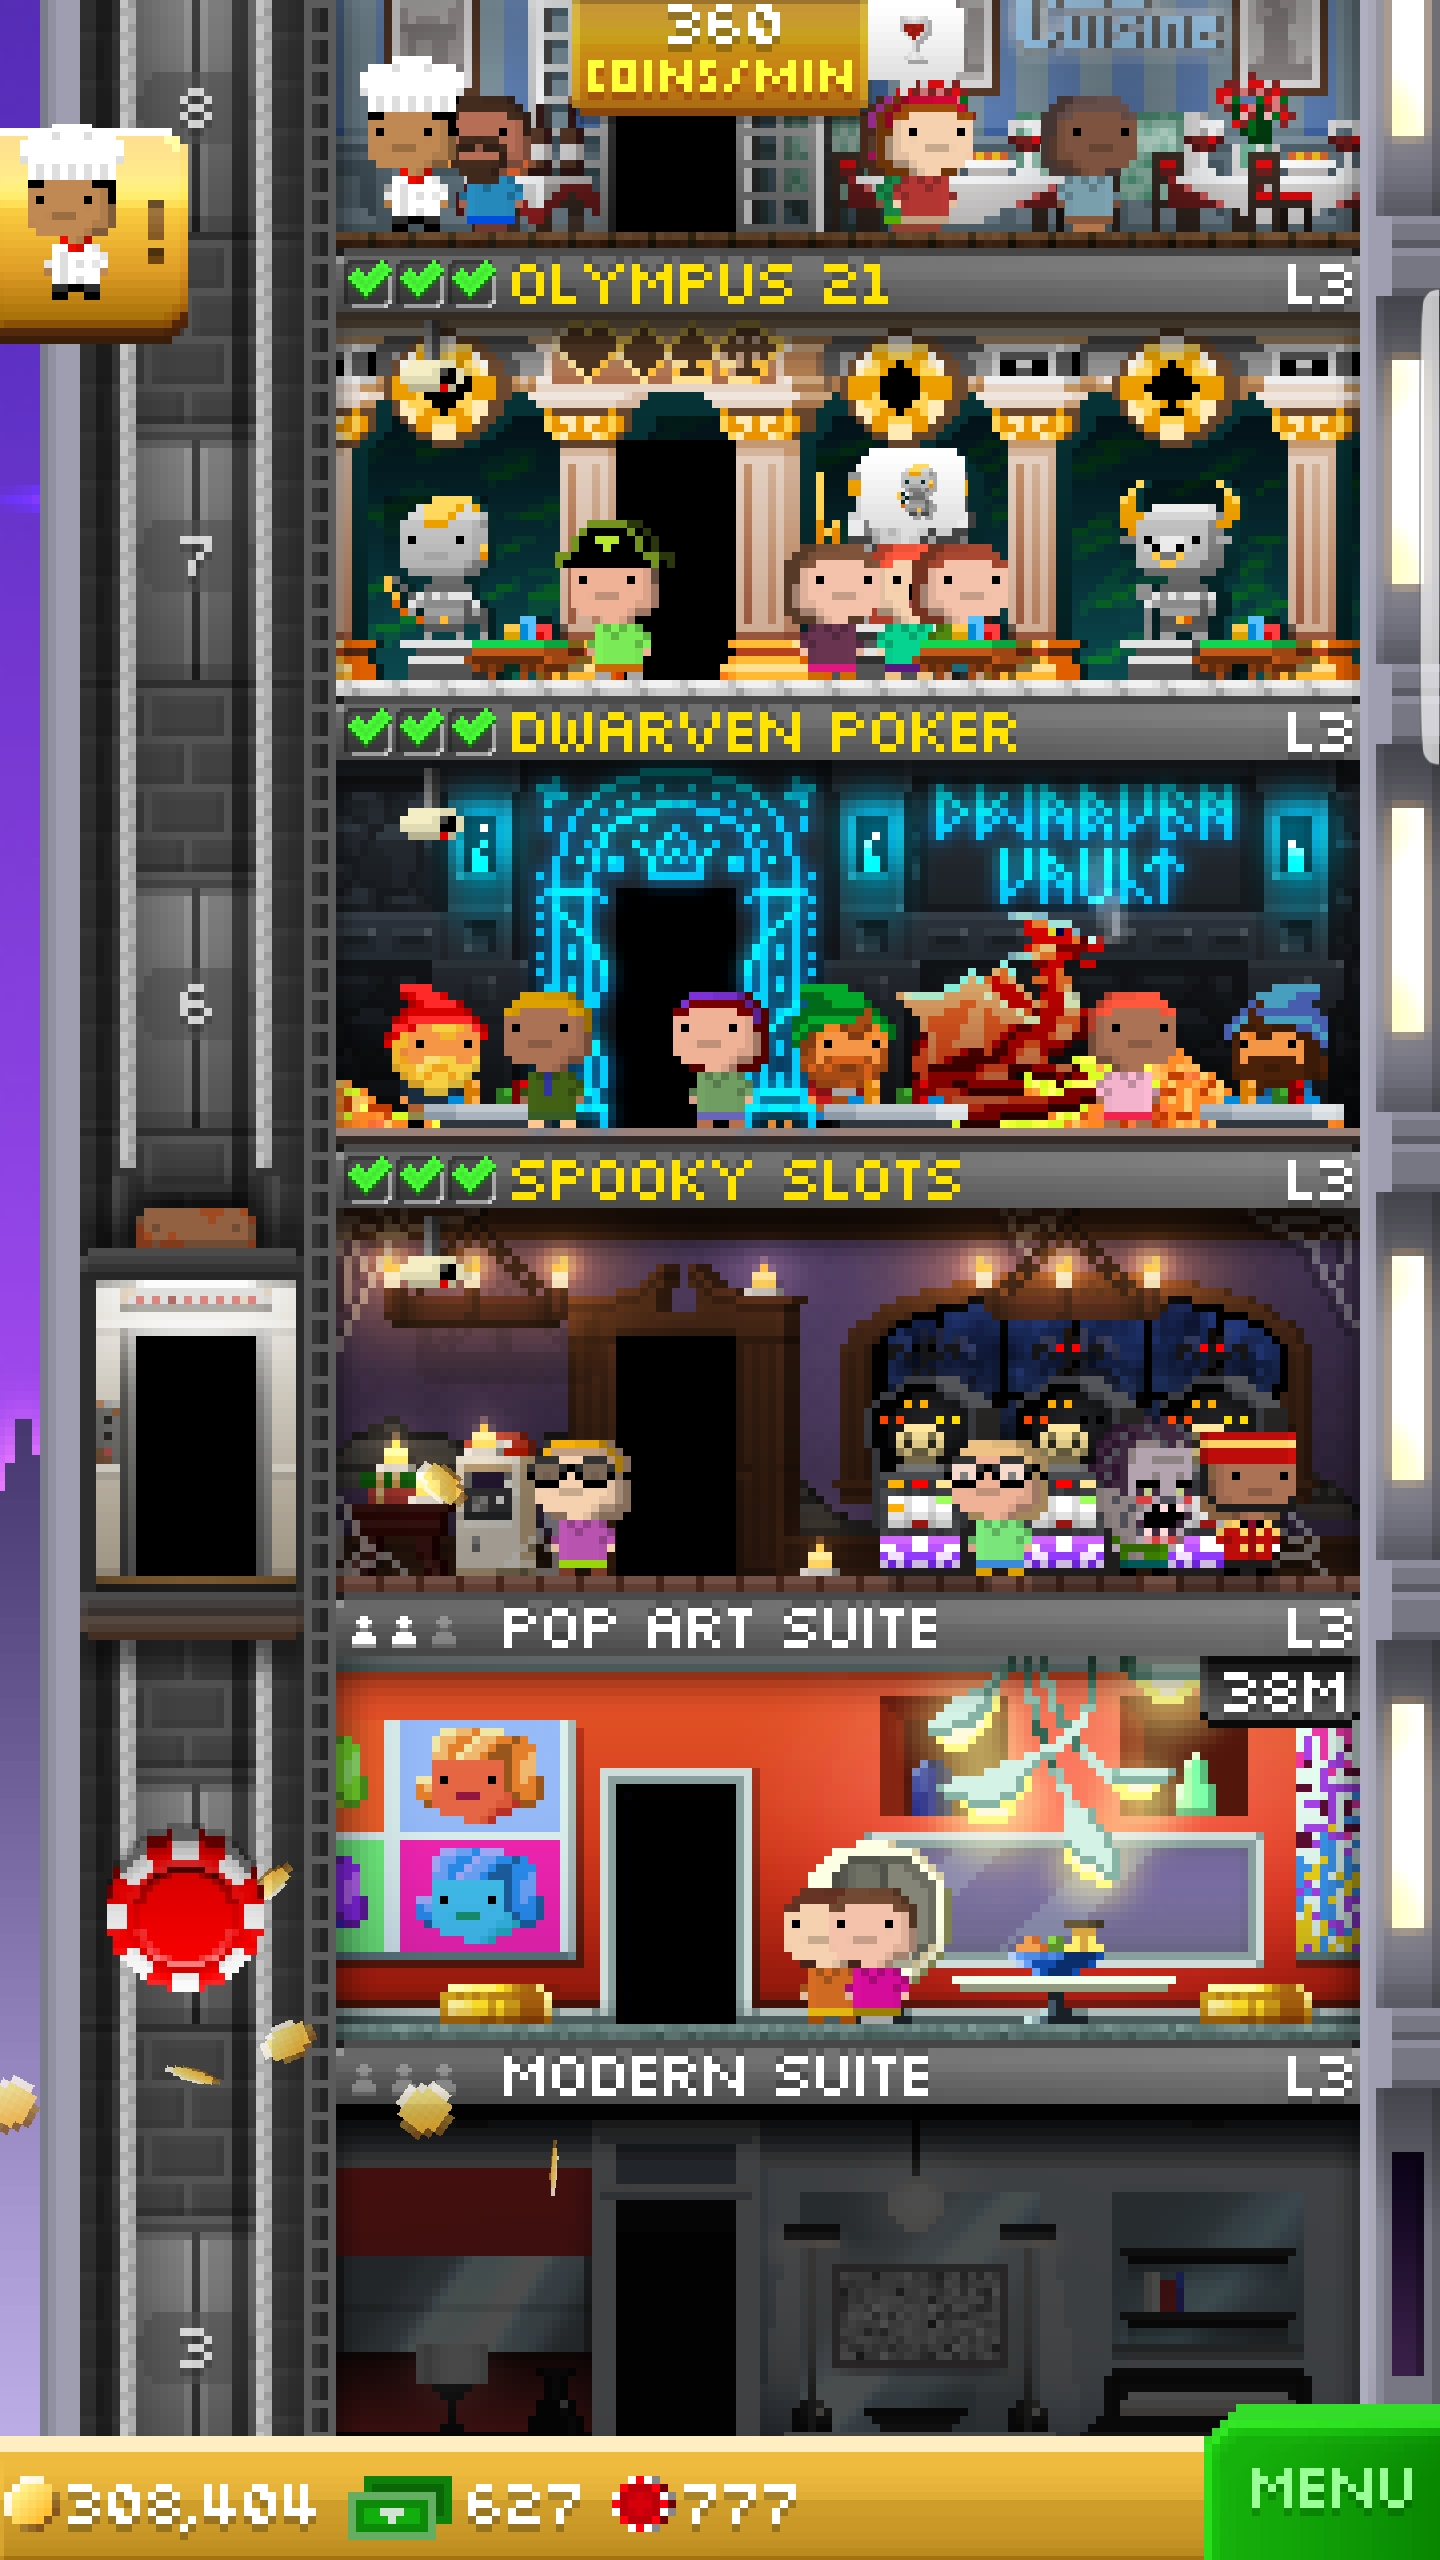 Cuisine
360
COINS/MIN
8
!
OLYMPUS 21 L3
7
DWARVEN POKER L3
DWARVEN
VAULT
6
SPOOKY SLOTS L3
POP ART SUITE L3
38M
MODERN SUITE L3
3
308,404 627 777
MENU